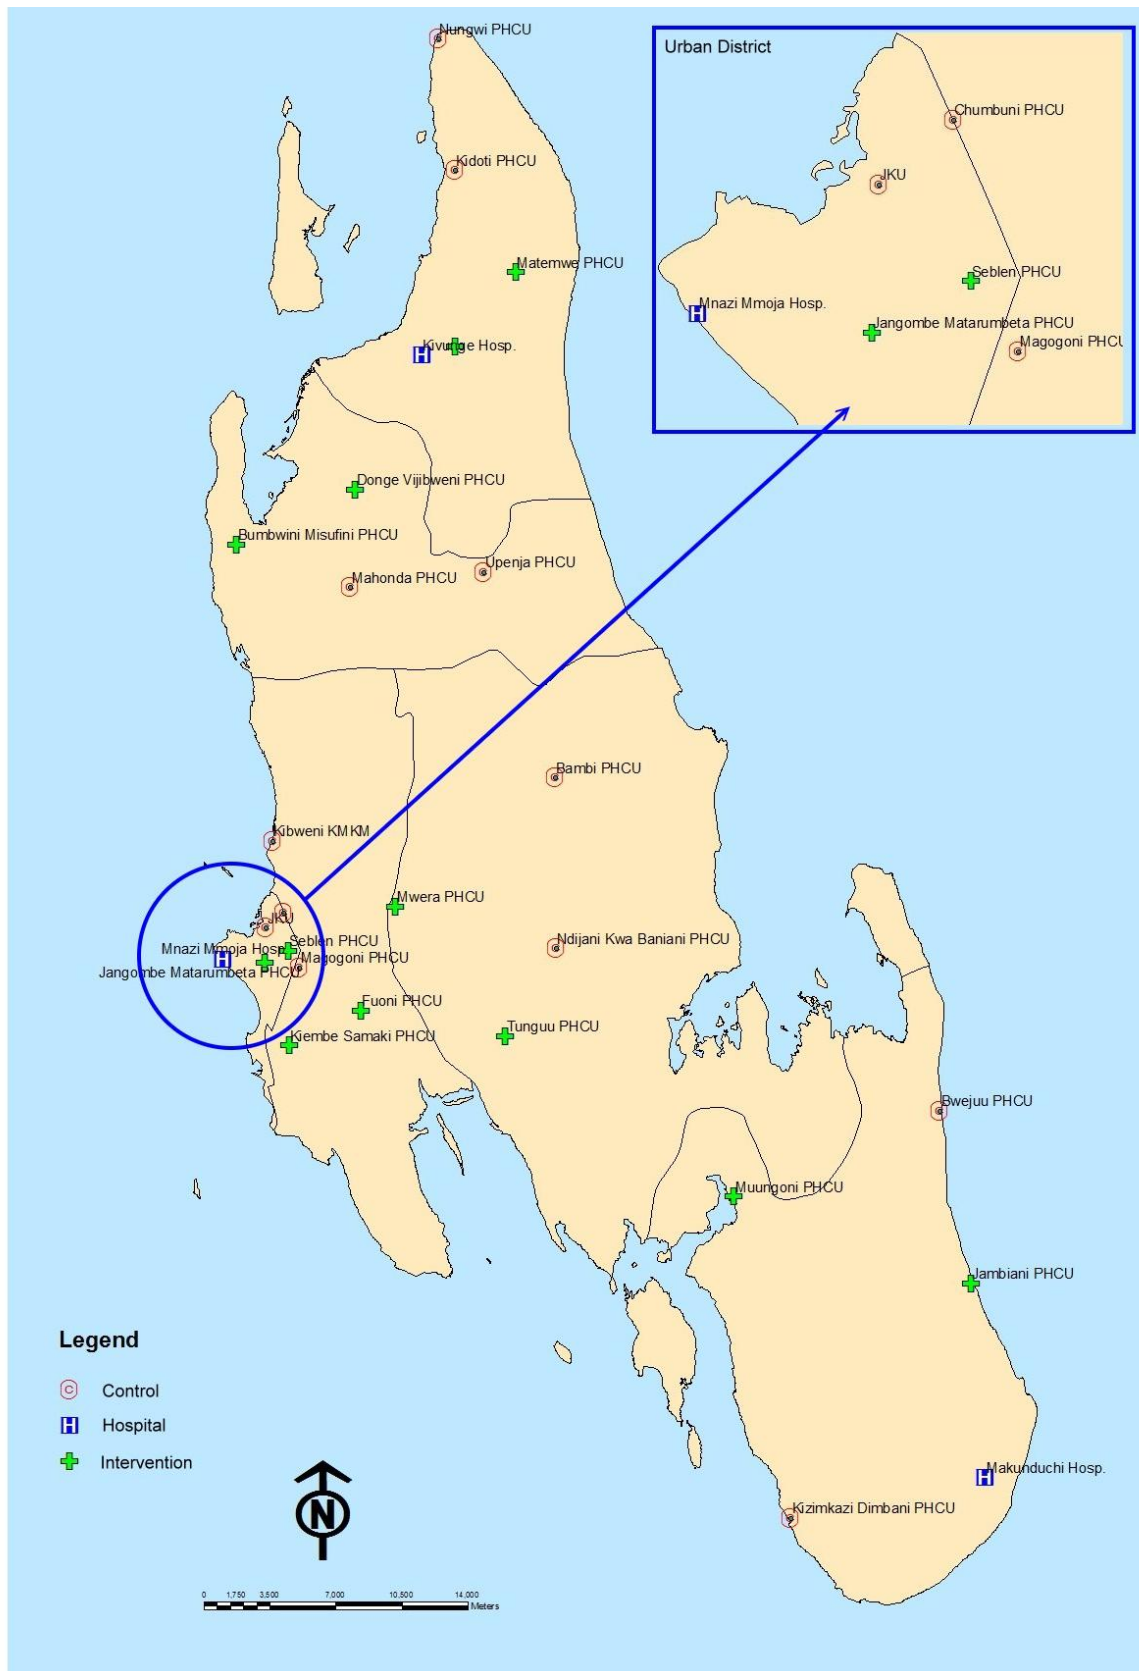 Nungwi PHCU
Urban District
Chumbuni PHCU
Kidoti PHCU
JKU
Matemwe PHCU
Seblen PHCU
Mnazi Mmoja Hosp.
H
Jangombe Matarumbeta PHCU
Magogoni PHCU
Kivunge Hosp.
H
Donge Vijibweni PHCU
Bumbwini Misufini PHCU
Upenja PHCU
Mahonda PHCU
Bambi PHCU
Kibweni KMKM
Mwera PHCU
JKU
Seblen PHCU
Ndijani Kwa Baniani PHCU
Mnazi Mmoja Hosp
H
Magogoni PHCU
Jangombe Matarumbeta PHCU
Fuoni PHCU
Tunguu PHCU
Kiembe Samaki PHCU
Bwejuu PHCU
Muungoni PHCU
Jambiani PHCU
Legend
C Control
H Hospital
Intervention
Makunduchi Hosp.
H
Kizimkazi Dimbani PHCU
N
0 1,750 3,500 7,000 10,500 14,000
Meters